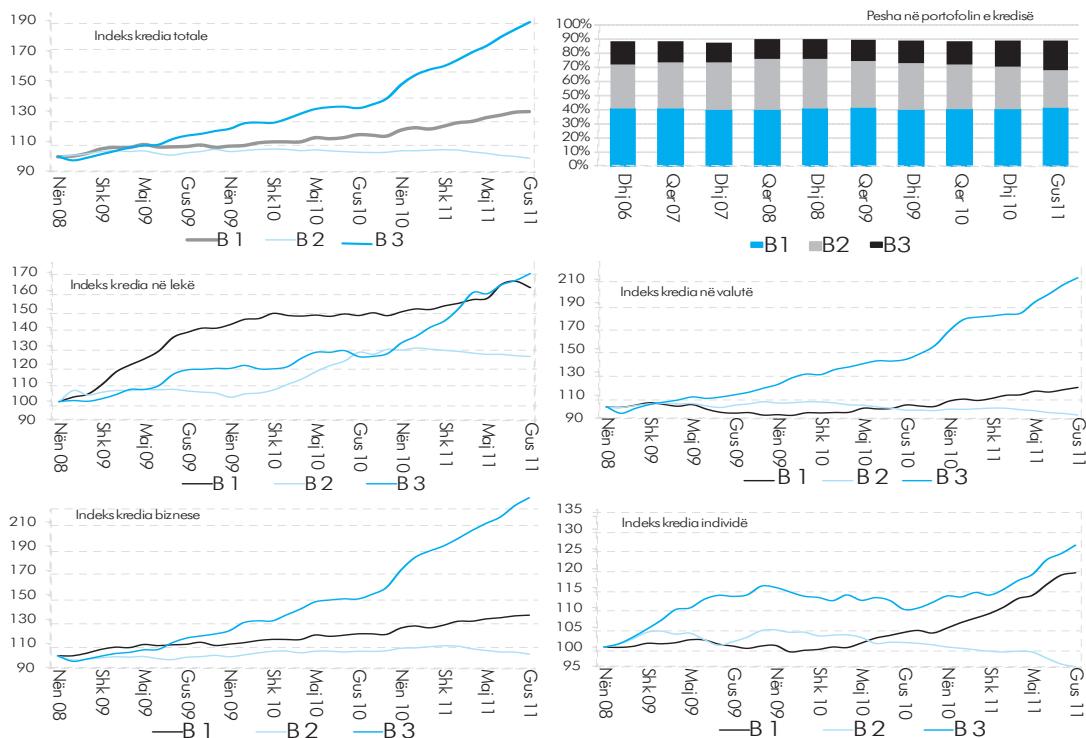 Indeks kredia totale
190
170
150
130
110
90
Nën 08
Shk 09
Maj 09
Gus 09
Nën 09
Shk 10
Maj 10
Gus 10
Nën 10
Shk 11
Maj 11
Gus 11
B 1 B 2 B 3
Pesha në portofolin e kredisë
100%
90%
80%
70%
60%
50%
40%
30%
20%
10%
0%
Dhj 06
Qer 07
Dhj 07
Qer 08
Dhj 08
Qer 09
Dhj 09
Qer 10
Dhj 10
Gus11
B1 B2 B3
Indeks kredia në lekë
170
160
150
140
130
120
110
100
90
Nën 08
Shk 09
Maj 09
Gus 09
Nën 09
Shk 10
Maj 10
Gus 10
Nën 10
Shk 11
Maj 11
Gus 11
B 1 B 2 B 3
Indeks kredia në valutë
210
190
170
150
130
110
90
Nën 08
Shk 09
Maj 09
Gus 09
Nën 09
Shk 10
Maj 10
Gus 10
Nën 10
Shk 11
Maj 11
Gus 11
B 1 B 2 B 3
Indeks kredia biznese
210
190
170
150
130
110
90
Nën 08
Shk 09
Maj 09
Gus 09
Nën 09
Shk 10
Maj 10
Gus 10
Nën 10
Shk 11
Maj 11
Gus 11
B 1 B 2 B 3
Indeks kredia individë
135
130
125
120
115
110
105
100
95
Nën 08
Shk 09
Maj 09
Gus 09
Nën 09
Shk 10
Maj 10
Gus 10
Nën 10
Shk 11
Maj 11
Gus 11
B 1 B 2 B 3